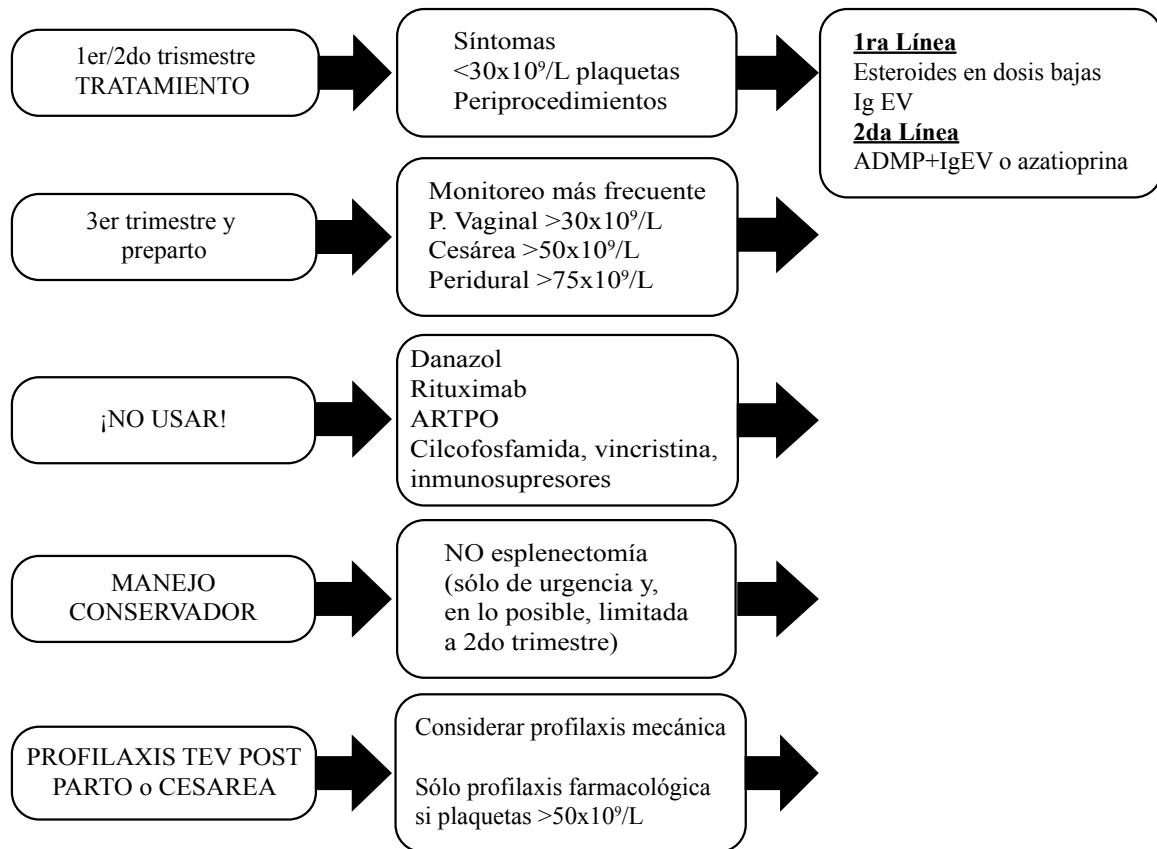 1er/2do trismestre
TRATAMIENTO
Síntomas
<30x10⁹/L plaquetas
Periprocedimientos
1ra Línea
Esteroides en dosis bajas
Ig EV
2da Línea
ADMP+IgEV o azatioprina
3er trimestre y
preparto
Monitoreo más frecuente
P. Vaginal >30x10⁹/L
Cesárea >50x10⁹/L
Peridural >75x10⁹/L
¡NO USAR!
Danazol
Rituximab
ARTPO
Cilcofosfamida, vincristina,
inmunosupresores
MANEJO
CONSERVADOR
NO esplenectomía
(sólo de urgencia y,
en lo posible, limitada
a 2do trimestre)
PROFILAXIS TEV POST
PARTO o CESAREA
Considerar profilaxis mecánica
Sólo profilaxis farmacológica
si plaquetas >50x10⁹/L